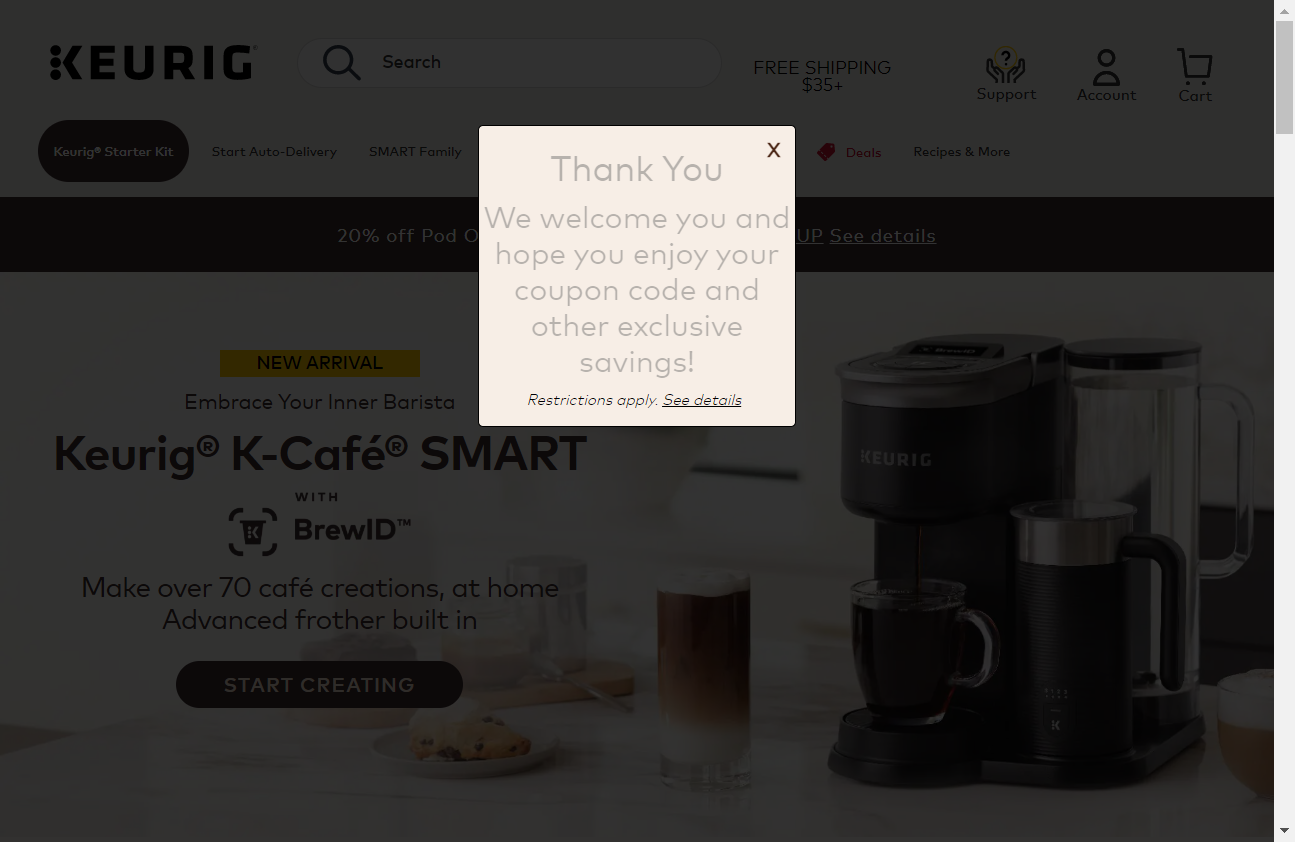 KEURIG
Search
FREE SHIPPING
$35+
Support
Account
Cart
Keurig® Starter Kit
Start Auto-Delivery
SMART Family
Deals
Recipes & More
X
Thank You
We welcome you and
hope you enjoy your
coupon code and
other exclusive
savings!
Restrictions apply. See details
20% off Pod O
UP See details
NEW ARRIVAL
Embrace Your Inner Barista
Keurig® K-Café® SMART
WITH
BrewID™
Make over 70 café creations, at home
Advanced frother built in
START CREATING
KEURIG